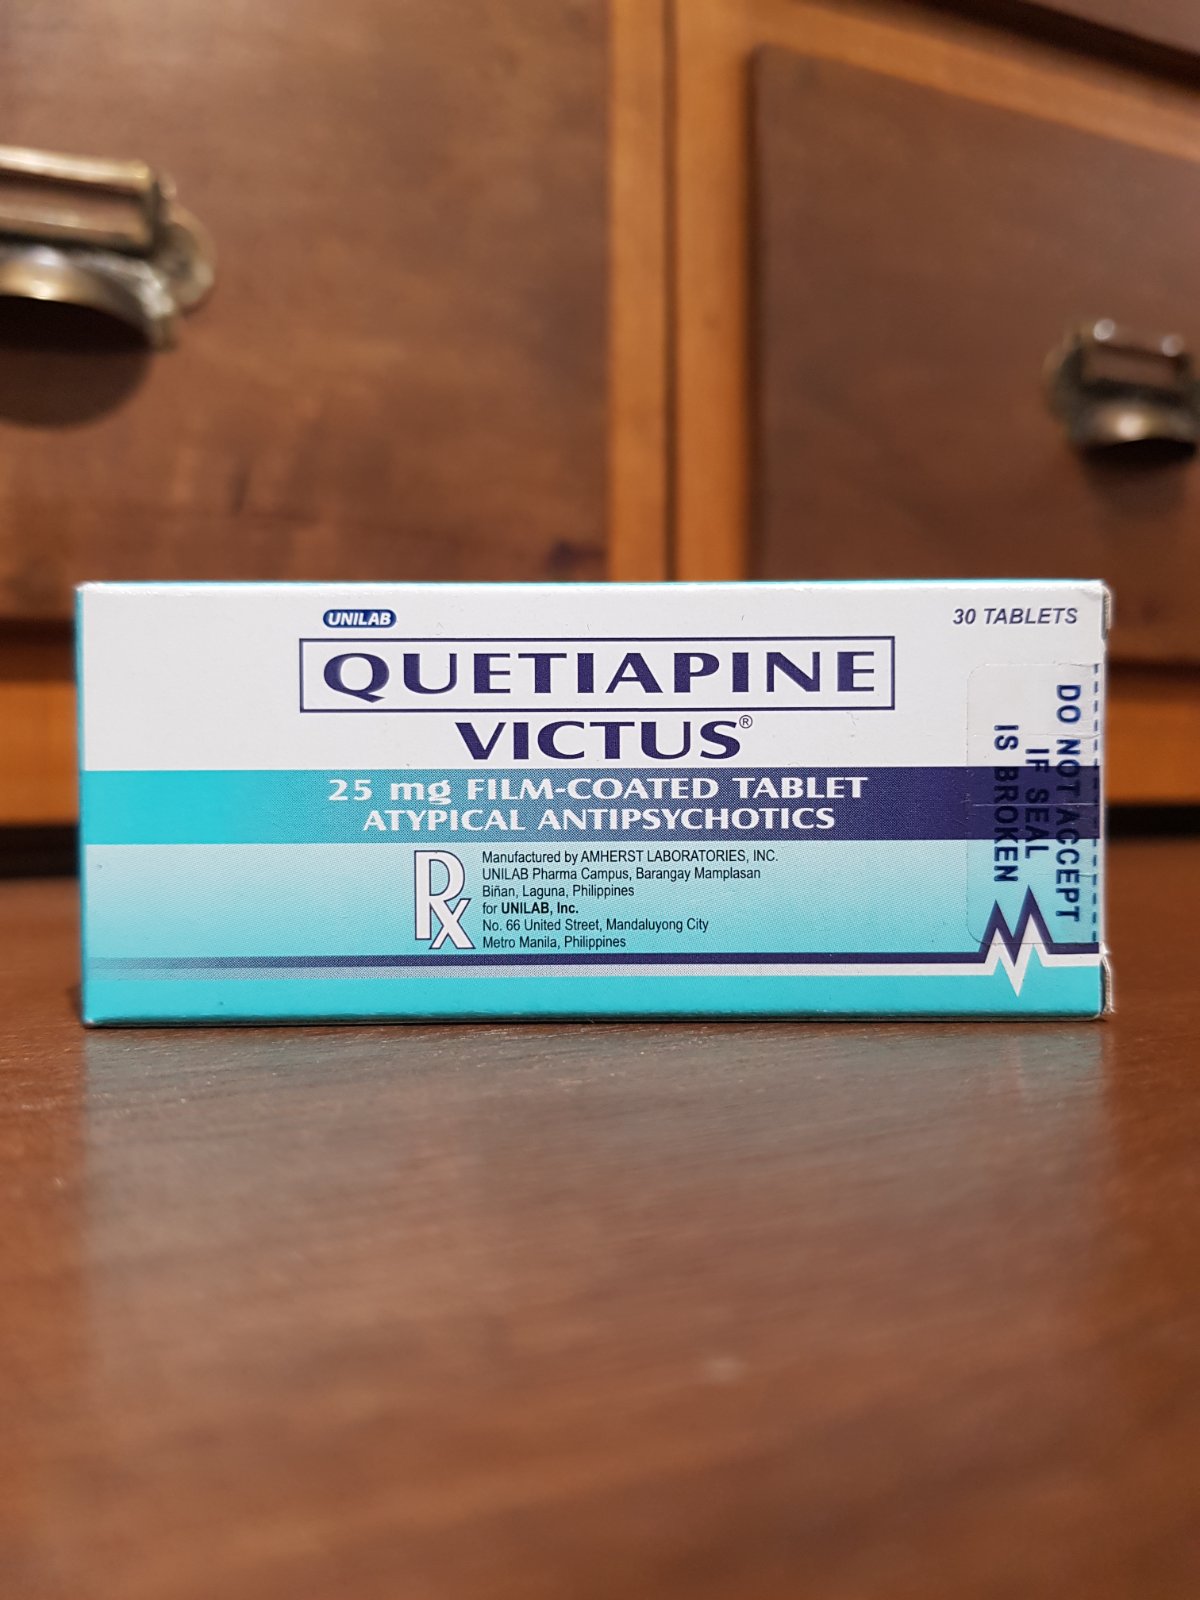 UNILAB
30 TABLETS
QUETIAPINE
VICTUS®
25 mg FILM-COATED TABLET
ATYPICAL ANTIPSYCHOTICS
Rx
Manufactured by AMHERST LABORATORIES, INC.
UNILAB Pharma Campus, Barangay Mamplasan
Biñan, Laguna, Philippines
for UNILAB, Inc.
No. 66 United Street, Mandaluyong City
Metro Manila, Philippines
DO NOT ACCEPT
IF SEAL
IS BROKEN